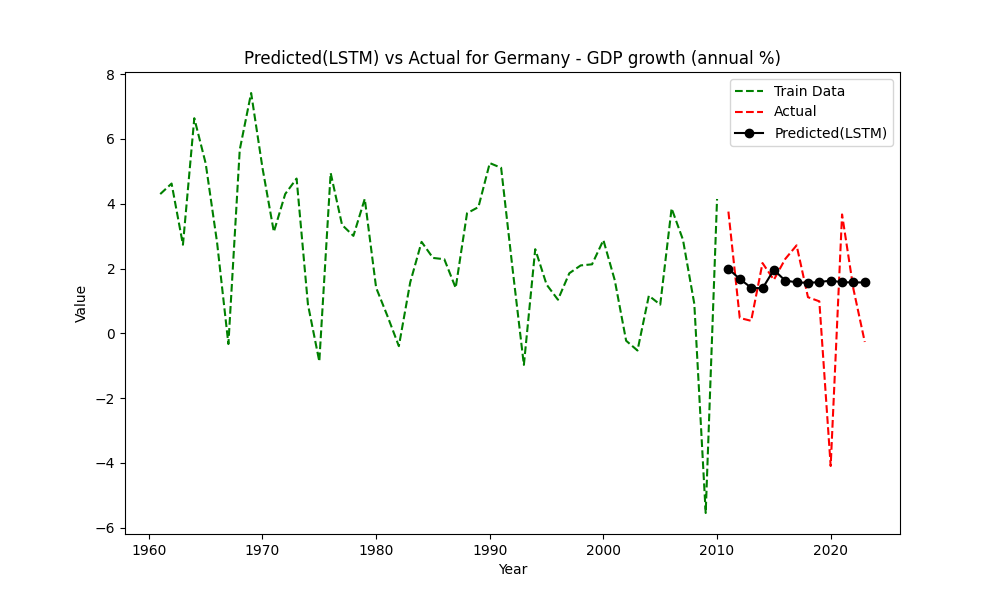 Predicted(LSTM) vs Actual for Germany - GDP growth (annual %)
8
6
4
2
0
−2
−4
−6
Value
1960 1970 1980 1990 2000 2010 2020
Year
Train Data
Actual
Predicted(LSTM)